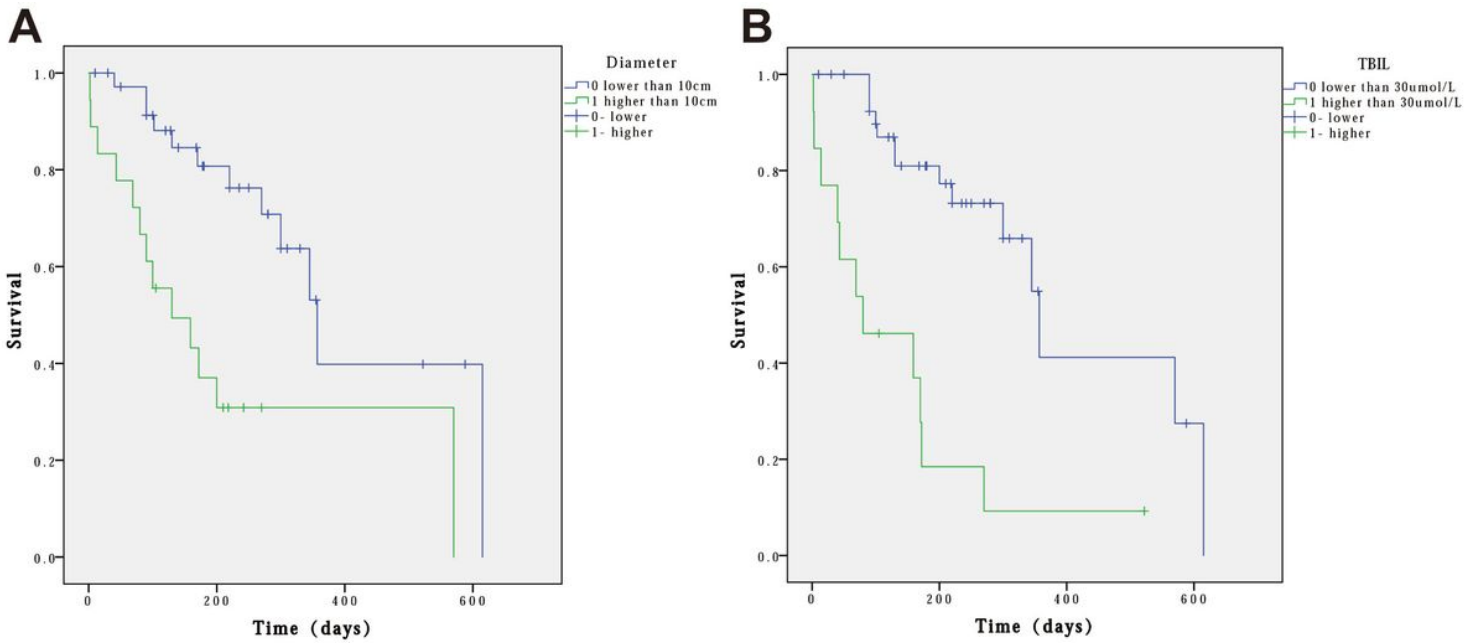 A
Diameter
0 lower than 10cm
1 higher than 10cm
0- lower
1- higher
1.0
0.8
0.6
0.4
0.2
0.0
Survival
0 200 400 600
Time (days)
B
TBIL
0 lower than 30umol/L
1 higher than 30umol/L
0- lower
1- higher
1.0
0.8
0.6
0.4
0.2
0.0
Survival
0 200 400 600
Time (days)